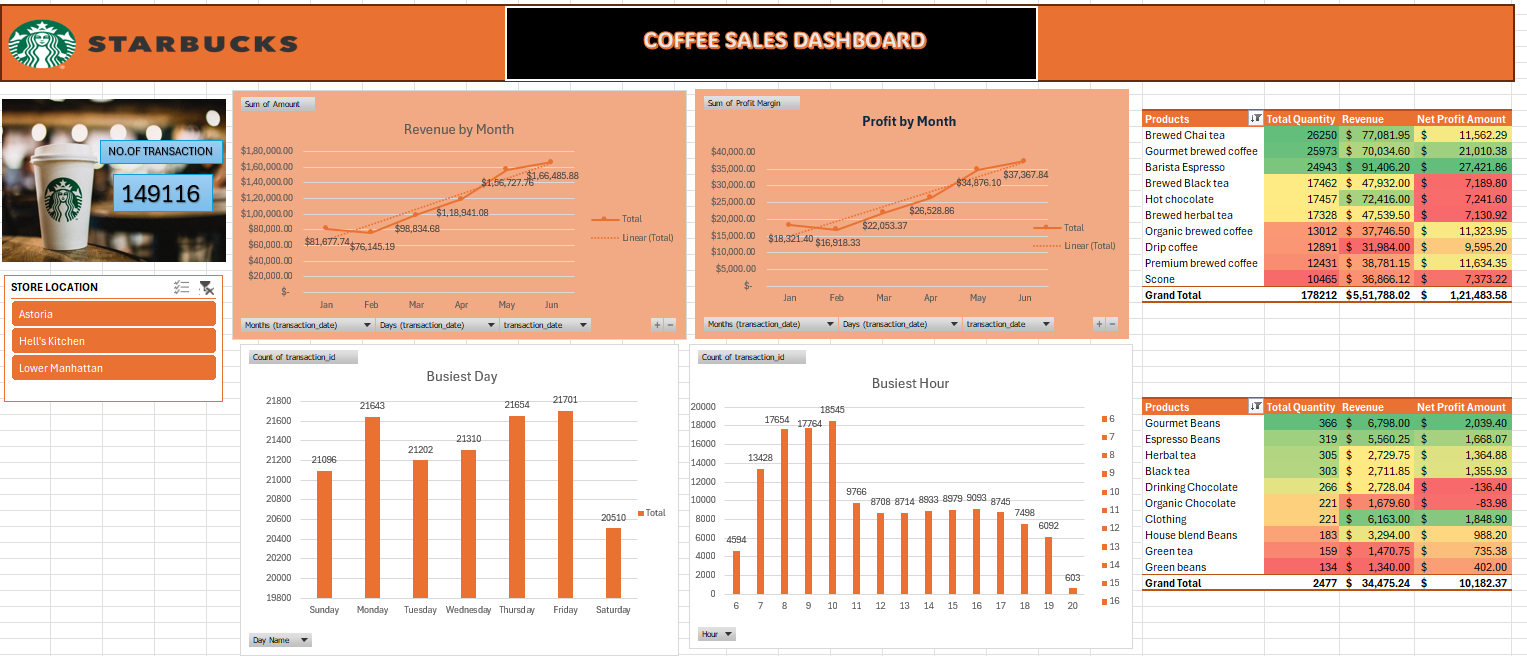 STARBUCKS
COFFEE SALES DASHBOARD
NO.OF TRANSACTION
149116
STORE LOCATION
Astoria
Hell's Kitchen
Lower Manhattan
Sum of Amount
Revenue by Month
$1,80,000.00
$1,60,000.00
$1,40,000.00
$1,20,000.00
$1,00,000.00
$80,000.00
$60,000.00
$40,000.00
$20,000.00
$-
$81,677.74
$76,145.19
$98,834.68
$1,18,941.08
$1,56,727.76
$1,66,485.88
Jan Feb Mar Apr May Jun
Total
Linear (Total)
Months (transaction_date) Days (transaction_date) transaction_date + −
Sum of Profit Margin
Profit by Month
$40,000.00
$35,000.00
$30,000.00
$25,000.00
$20,000.00
$15,000.00
$10,000.00
$5,000.00
$-
$18,321.40
$16,918.33
$22,053.37
$26,528.86
$34,876.10
$37,367.84
Jan Feb Mar Apr May Jun
Total
Linear (Total)
Months (transaction_date) Days (transaction_date) transaction_date + −
Products Total Quantity Revenue Net Profit Amount
Brewed Chai tea 26250 $ 77,081.95 $ 11,562.29
Gourmet brewed coffee 25973 $ 70,034.60 $ 21,010.38
Barista Espresso 24943 $ 91,406.20 $ 27,421.86
Brewed Black tea 17462 $ 47,932.00 $ 7,189.80
Hot chocolate 17457 $ 72,416.00 $ 7,241.60
Brewed herbal tea 17328 $ 47,539.50 $ 7,130.92
Organic brewed coffee 13012 $ 37,746.50 $ 11,323.95
Drip coffee 12891 $ 31,984.00 $ 9,595.20
Premium brewed coffee 12431 $ 38,781.15 $ 11,634.35
Scone 10465 $ 36,866.12 $ 7,373.22
Grand Total 178212 $5,51,788.02 $ 1,21,483.58
Count of transaction_id
Busiest Day
21800
21600
21400
21200
21000
20800
20600
20400
20200
20000
19800
21096 21643 21202 21310 21654 21701 20510
Sunday Monday Tuesday Wednesday Thursday Friday Saturday
Total
Day Name
Count of transaction_id
Busiest Hour
20000
18000
16000
14000
12000
10000
8000
6000
4000
2000
0
4594 13428 17654 17764 18545 9766 8708 8714 8933 8979 9093 8745 7498 6092 603
6 7 8 9 10 11 12 13 14 15 16 17 18 19 20
6
7
8
9
10
11
12
13
14
15
16
Hour
Products Total Quantity Revenue Net Profit Amount
Gourmet Beans 366 $ 6,798.00 $ 2,039.40
Espresso Beans 319 $ 5,560.25 $ 1,668.07
Herbal tea 305 $ 2,729.75 $ 1,364.88
Black tea 303 $ 2,711.85 $ 1,355.93
Drinking Chocolate 266 $ 2,728.04 $ -136.40
Organic Chocolate 221 $ 1,679.60 $ -83.98
Clothing 221 $ 6,163.00 $ 1,848.90
House blend Beans 183 $ 3,294.00 $ 988.20
Green tea 159 $ 1,470.75 $ 735.38
Green beans 134 $ 1,340.00 $ 402.00
Grand Total 2477 $ 34,475.24 $ 10,182.37